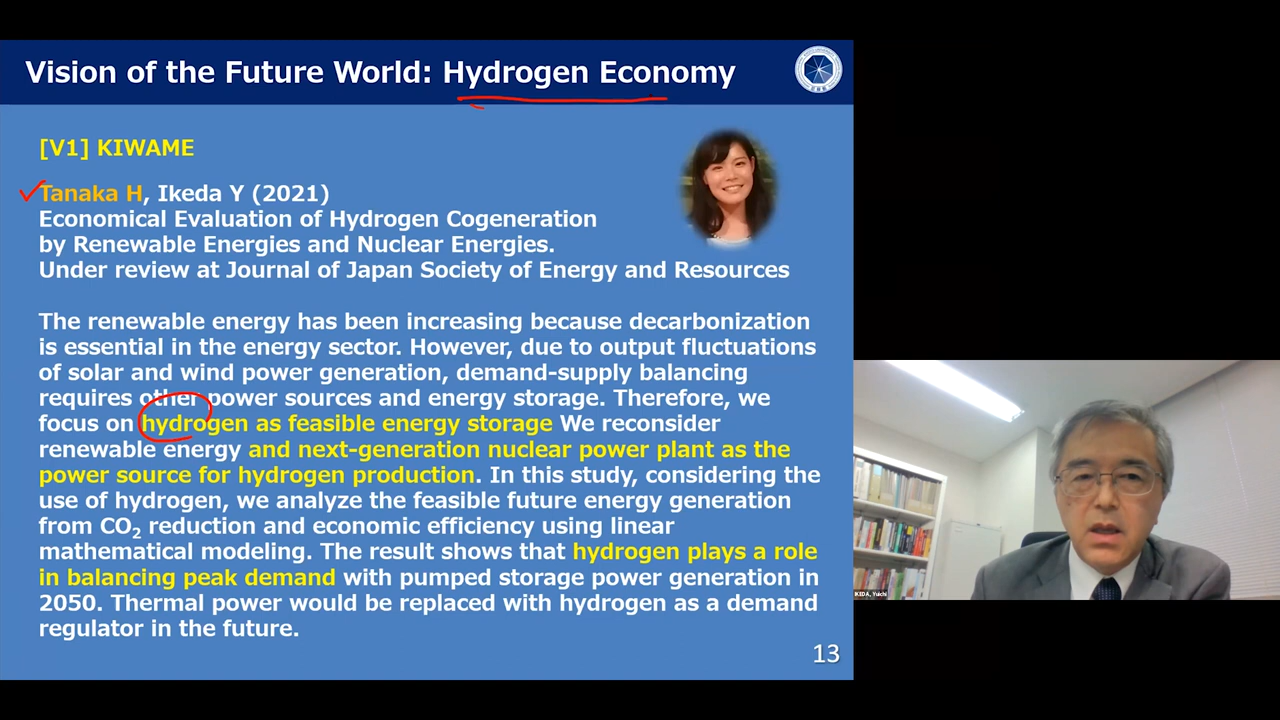 Vision of the Future World: Hydrogen Economy
[V1] KIWAME
Tanaka H, Ikeda Y (2021)
Economical Evaluation of Hydrogen Cogeneration
by Renewable Energies and Nuclear Energies.
Under review at Journal of Japan Society of Energy and Resources
The renewable energy has been increasing because decarbonization
is essential in the energy sector. However, due to output fluctuations
of solar and wind power generation, demand-supply balancing
requires other power sources and energy storage. Therefore, we
focus on hydrogen as feasible energy storage We reconsider
renewable energy and next-generation nuclear power plant as the
power source for hydrogen production. In this study, considering the
use of hydrogen, we analyze the feasible future energy generation
from CO₂ reduction and economic efficiency using linear
mathematical modeling. The result shows that hydrogen plays a role
in balancing peak demand with pumped storage power generation in
2050. Thermal power would be replaced with hydrogen as a demand
regulator in the future.
13
IKEDA, Yuichi